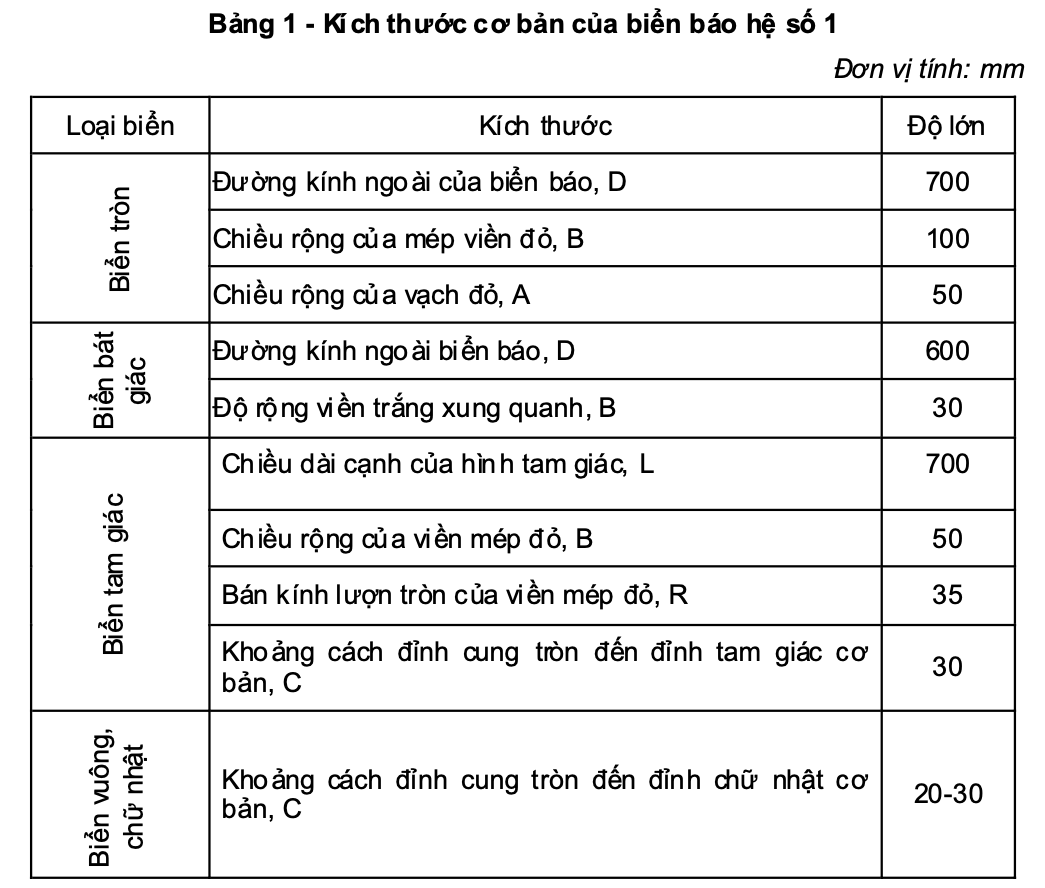 Bảng 1 - Kích thước cơ bản của biển báo hệ số 1
Đơn vị tính: mm
Loại biển
Kích thước
Độ lớn
Biển tròn
Đường kính ngoài của biển báo, D
700
Chiều rộng của mép viền đỏ, B
100
Chiều rộng của vạch đỏ, A
50
Biển bát
giác
Đường kính ngoài biển báo, D
600
Độ rộng viền trắng xung quanh, B
30
Biển tam giác
Chiều dài cạnh của hình tam giác, L
700
Chiều rộng của viền mép đỏ, B
50
Bán kính lượn tròn của viền mép đỏ, R
35
Khoảng cách đỉnh cung tròn đến đỉnh tam giác cơ
bản, C
30
Biển vuông,
chữ nhật
Khoảng cách đỉnh cung tròn đến đỉnh chữ nhật cơ
bản, C
20-30